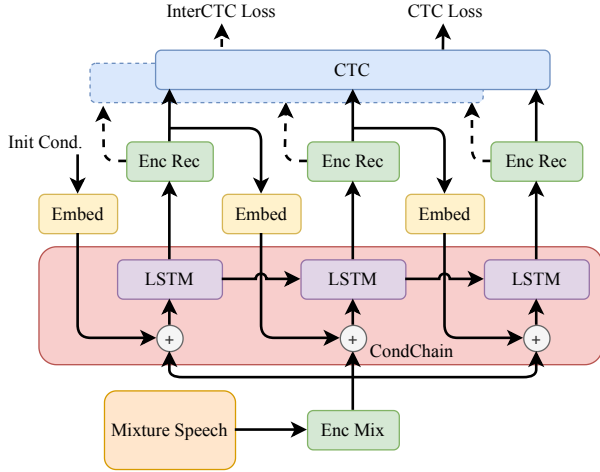 InterCTC Loss
CTC Loss
CTC
Init Cond.
Enc Rec
Enc Rec
Enc Rec
Embed
Embed
Embed
LSTM
LSTM
LSTM
+
+
+
CondChain
Mixture Speech
Enc Mix